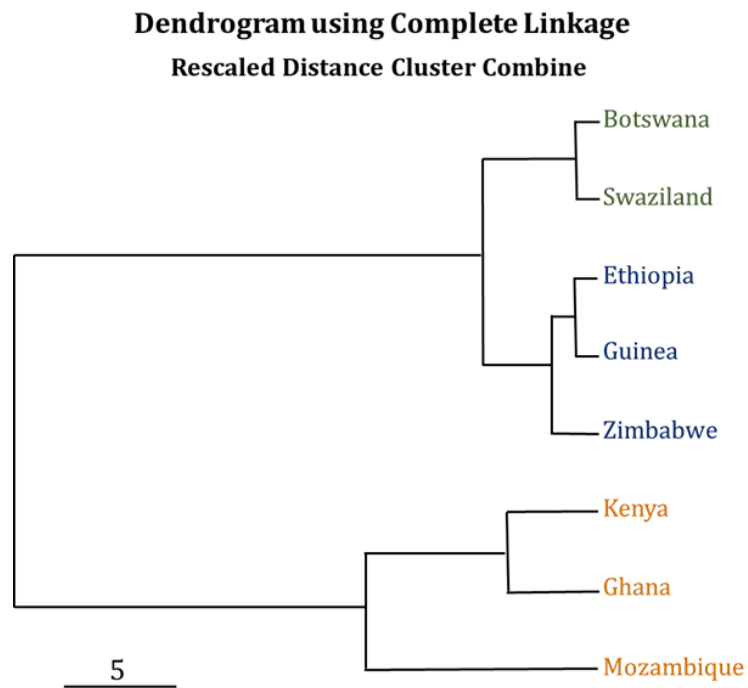 Dendrogram using Complete Linkage
Rescaled Distance Cluster Combine
Botswana
Swaziland
Ethiopia
Guinea
Zimbabwe
Kenya
Ghana
Mozambique
5